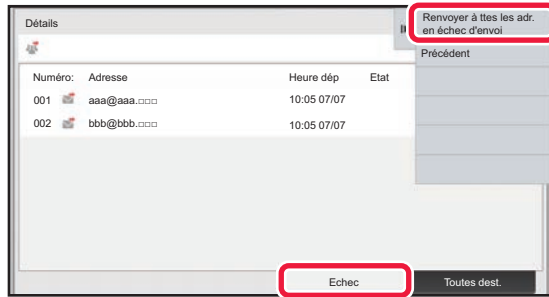 Détails
Renvoyer à ttes les adr.
en échec d'envoi
Précédent
Numéro: Adresse Heure dép Etat
001 aaa@aaa.□□□ 10:05 07/07
002 bbb@bbb.□□□ 10:05 07/07
Echec Toutes dest.